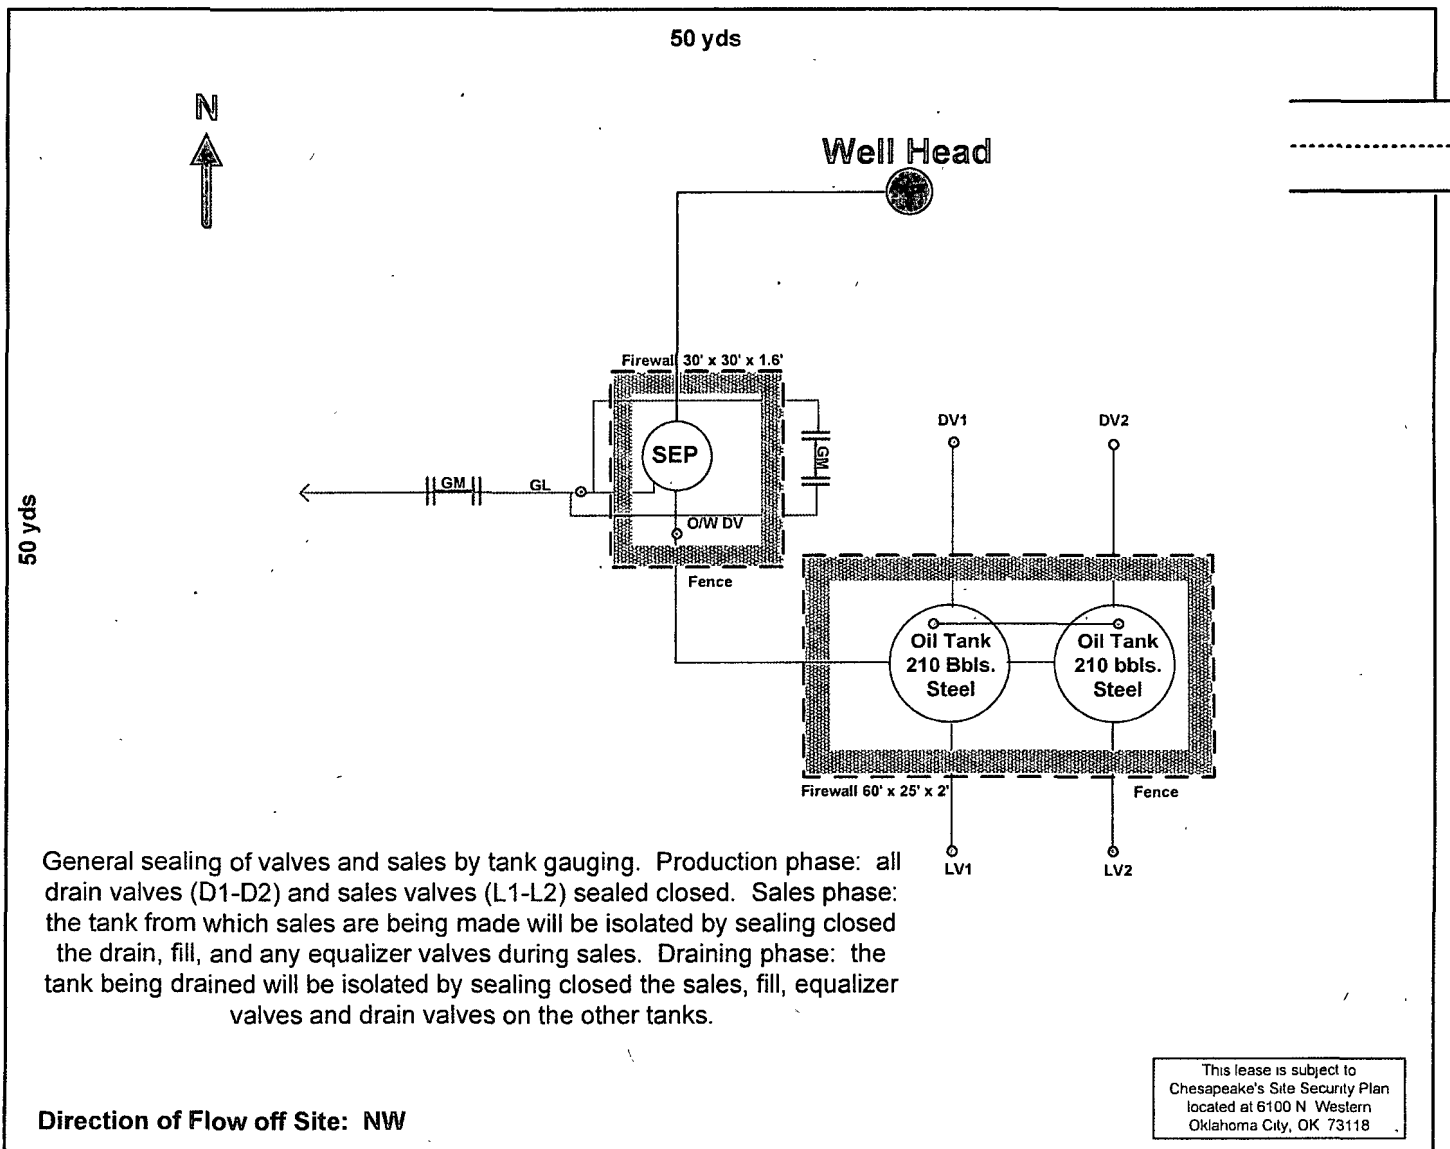 50 yds
N
Well Head
Firewall 30' x 30' x 1.6'
SEP
GM
DV1
DV2
GM
GL
O/W DV
50 yds
Fence
Oil Tank
210 Bbls.
Steel
Oil Tank
210 bbls.
Steel
Firewall 60' x 25' x 2'
Fence
LV1
LV2
General sealing of valves and sales by tank gauging. Production phase: all
drain valves (D1-D2) and sales valves (L1-L2) sealed closed. Sales phase:
the tank from which sales are being made will be isolated by sealing closed
the drain, fill, and any equalizer valves during sales. Draining phase: the
tank being drained will be isolated by sealing closed the sales, fill, equalizer
valves and drain valves on the other tanks.
This lease is subject to
Chesapeake's Site Security Plan
located at 6100 N Western
Oklahoma City, OK 73118
Direction of Flow off Site: NW